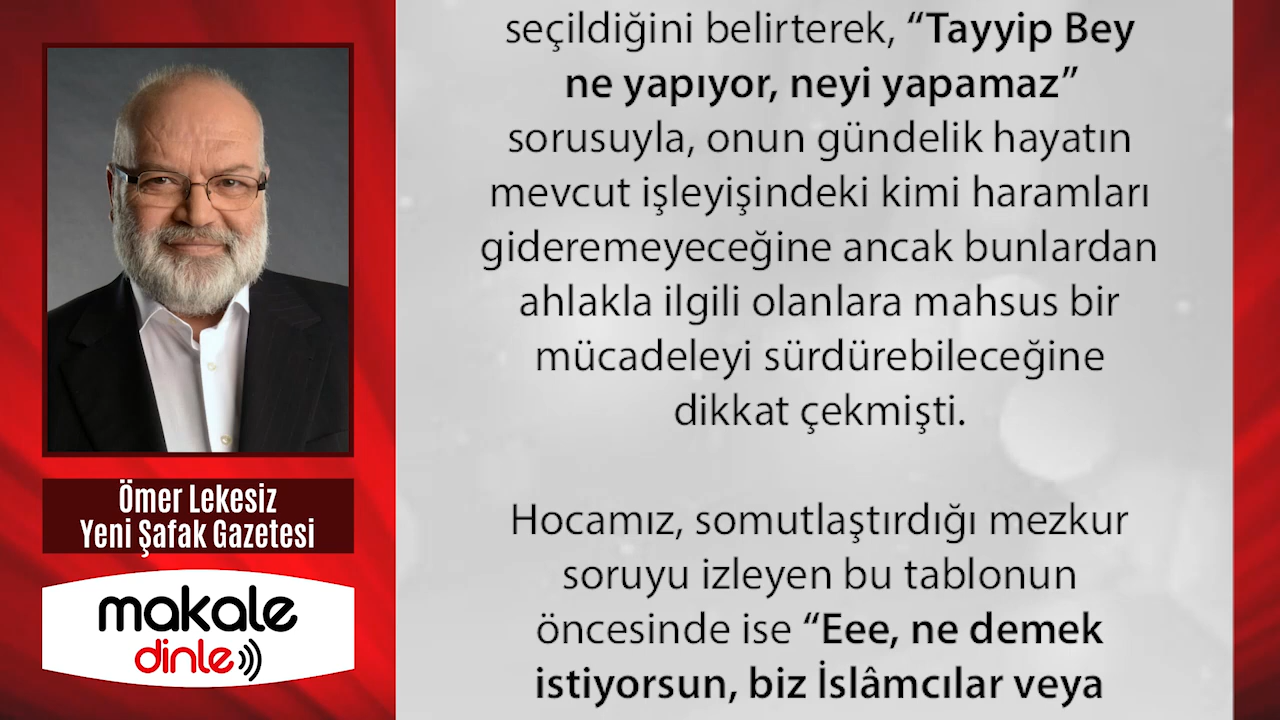 Ömer Lekesiz
Yeni Şafak Gazetesi
makale
dinle
seçildiğini belirterek, “Tayyip Bey
ne yapıyor, neyi yapamaz”
sorusuyla, onun gündelik hayatın
mevcut işleyişindeki kimi haramları
gideremeyeceğine ancak bunlardan
ahlakla ilgili olanlara mahsus bir
mücadeleyi sürdürebileceğine
dikkat çekmişti.
Hocamız, somutlaştırdığı mezkur
soruyu izleyen bu tablonun
öncesinde ise “Eee, ne demek
istiyorsun, biz İslâmcılar veya